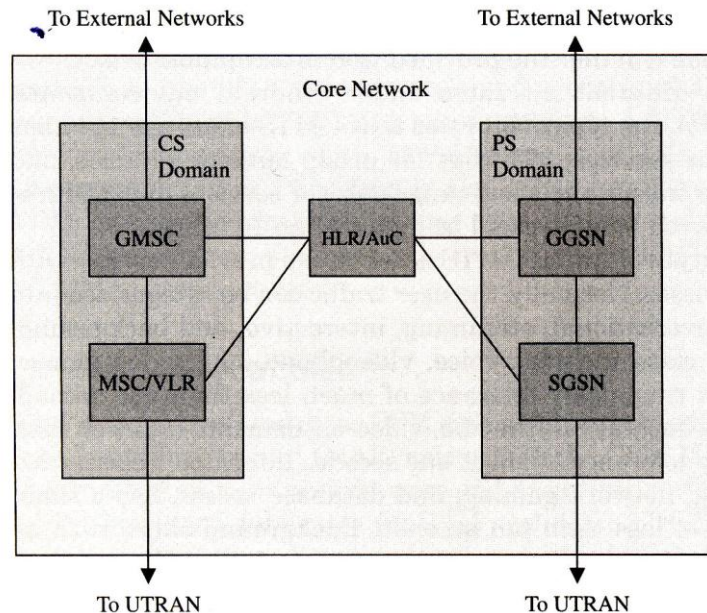 To External Networks
To External Networks
Core Network
CS
Domain
PS
Domain
GMSC
HLR/AuC
GGSN
MSC/VLR
SGSN
To UTRAN
To UTRAN